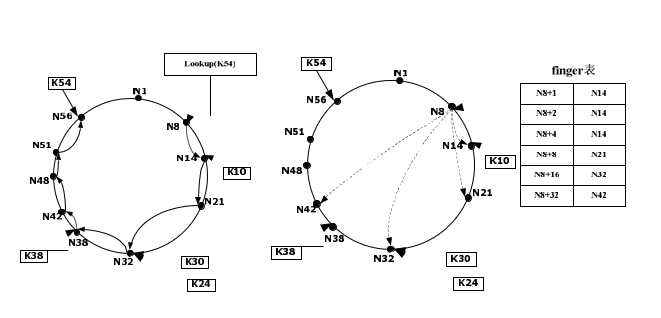 Lookup(K54)
K54
N1
N56
N8
N51
N14
K10
N48
N21
N42
N38
K38
N32
K30
K24
K54
N1
N56
N8
N51
N14
K10
N48
N21
N42
N38
K38
N32
K30
K24
finger表
N8+1 N14
N8+2 N14
N8+4 N14
N8+8 N21
N8+16 N32
N8+32 N42